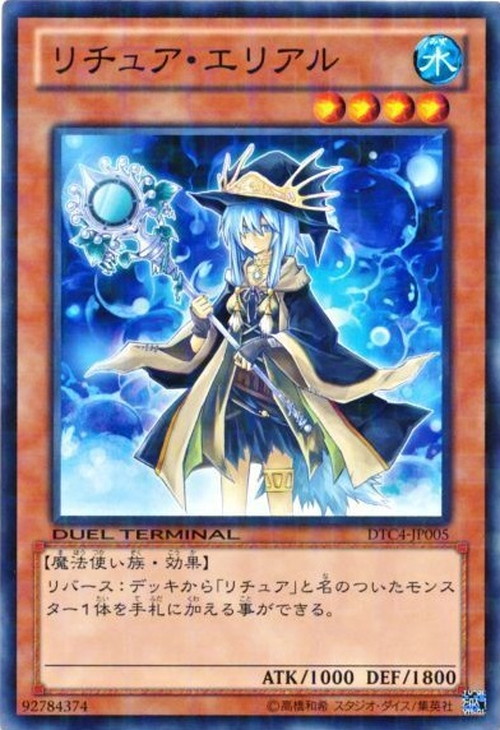 リチュア・エリアル
水
DUEL TERMINAL
DTC4-JP005
【魔法使い族・効果】
リバース：デッキから「リチュア」と名のついたモンス
ター１体を手札に加える事ができる。
ATK/1000 DEF/1800
92784374
©高橋和希 スタジオ・ダイス/集英社